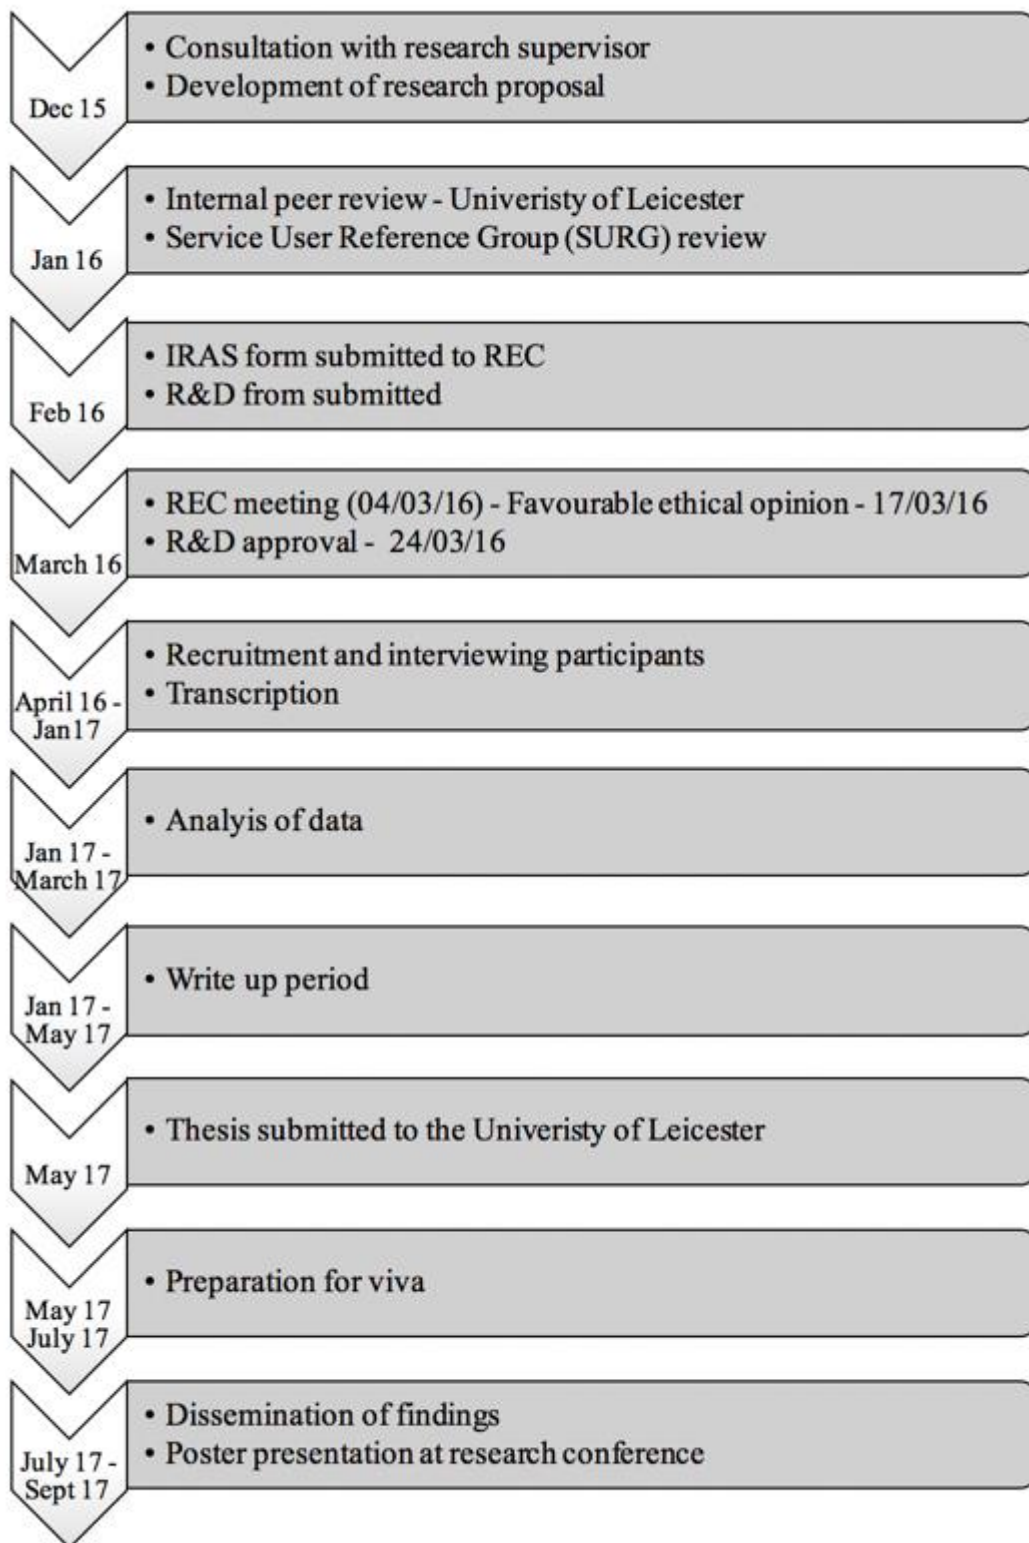 Dec 15
• Consultation with research supervisor
• Development of research proposal
Jan 16
• Internal peer review - Univeristy of Leicester
• Service User Reference Group (SURG) review
Feb 16
• IRAS form submitted to REC
• R&D from submitted
March 16
• REC meeting (04/03/16) - Favourable ethical opinion - 17/03/16
• R&D approval - 24/03/16
April 16 -
Jan17
• Recruitment and interviewing participants
• Transcription
Jan 17 -
March 17
• Analyis of data
Jan 17 -
May 17
• Write up period
May 17
• Thesis submitted to the Univeristy of Leicester
May 17
July 17
• Preparation for viva
July 17 -
Sept 17
• Dissemination of findings
• Poster presentation at research conference